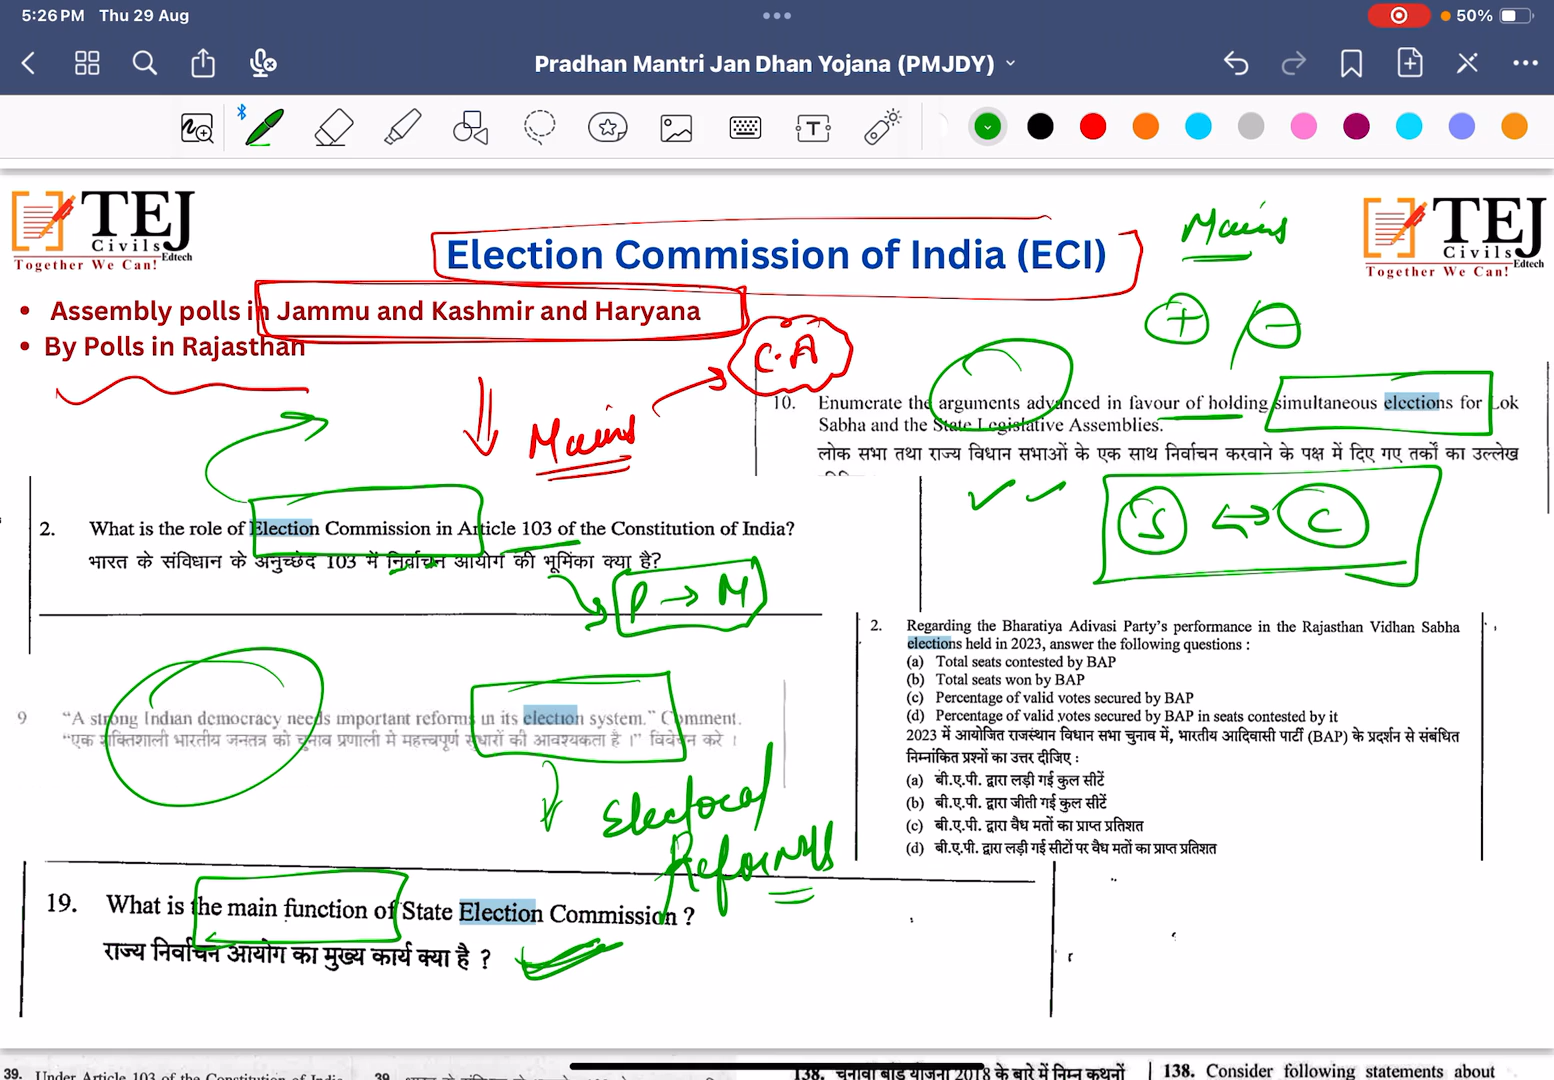 5:26 PM Thu 29 Aug
50%
Pradhan Mantri Jan Dhan Yojana (PMJDY)
TEJ
Civils
Edtech
Together We Can!
Election Commission of India (ECI)
Mains
TEJ
Civils
Edtech
Together We Can!
• Assembly polls in Jammu and Kashmir and Haryana
• By Polls in Rajasthan
+ / -
C.A
Mains
10. Enumerate the arguments advanced in favour of holding simultaneous elections for Lok
Sabha and the State Legislative Assemblies.
लोक सभा तथा राज्य विधान सभाओं के एक साथ निर्वाचन करवाने के पक्ष में दिए गए तर्कों का उल्लेख
S ↔ C
2. What is the role of Election Commission in Article 103 of the Constitution of India?
भारत के संविधान के अनुच्छेद 103 में निर्वाचन आयोग की भूमिका क्या है?
P → M
2. Regarding the Bharatiya Adivasi Party's performance in the Rajasthan Vidhan Sabha
elections held in 2023, answer the following questions :
(a) Total seats contested by BAP
(b) Total seats won by BAP
(c) Percentage of valid votes secured by BAP
(d) Percentage of valid votes secured by BAP in seats contested by it
2023 में आयोजित राजस्थान विधान सभा चुनाव में, भारतीय आदिवासी पार्टी (BAP) के प्रदर्शन से संबंधित
निम्नांकित प्रश्नों का उत्तर दीजिए :
(a) बी.ए.पी. द्वारा लड़ी गई कुल सीटें
(b) बी.ए.पी. द्वारा जीती गई कुल सीटें
(c) बी.ए.पी. द्वारा वैध मतों का प्राप्त प्रतिशत
(d) बी.ए.पी. द्वारा लड़ी गई सीटों पर वैध मतों का प्राप्त प्रतिशत
9 "A strong Indian democracy needs important reforms in its election system." Comment.
"एक शक्तिशाली भारतीय जनतंत्र को चुनाव प्रणाली मे महत्त्वपूर्ण सुधारों की आवश्यकता है ।" विवेचन करे ।
Electoral
Reforms
19. What is the main function of State Election Commission ?
राज्य निर्वाचन आयोग का मुख्य कार्य क्या है ?
39. Under Article 103 of the Constitution of India
39.
138. चुनावी बांड योजना 2018 के बारे में निम्न कथनों
138. Consider following statements about